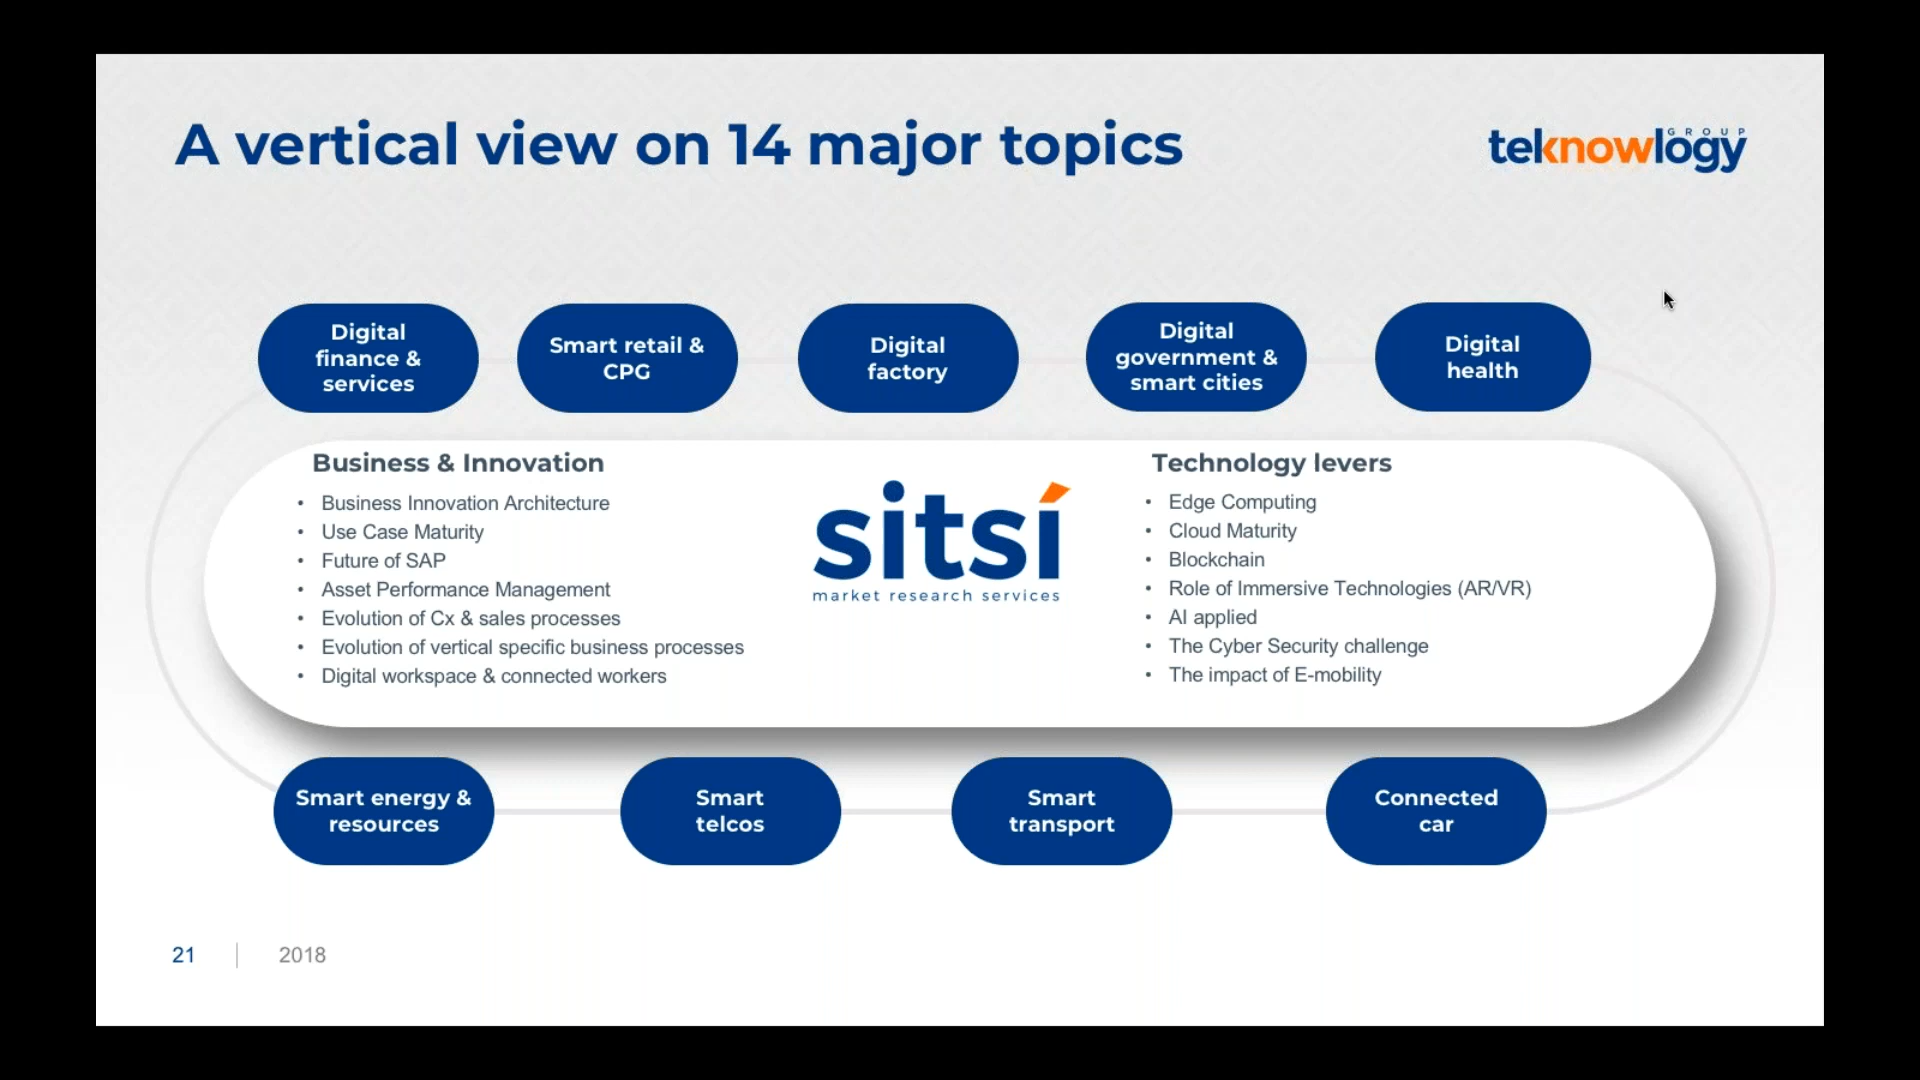 A vertical view on 14 major topics
GROUP
teknowlogy
Digital
finance &
services
Smart retail &
CPG
Digital
factory
Digital
government &
smart cities
Digital
health
Business & Innovation
• Business Innovation Architecture
• Use Case Maturity
• Future of SAP
• Asset Performance Management
• Evolution of Cx & sales processes
• Evolution of vertical specific business processes
• Digital workspace & connected workers
sitsí
market research services
Technology levers
• Edge Computing
• Cloud Maturity
• Blockchain
• Role of Immersive Technologies (AR/VR)
• AI applied
• The Cyber Security challenge
• The impact of E-mobility
Smart energy &
resources
Smart
telcos
Smart
transport
Connected
car
21 | 2018